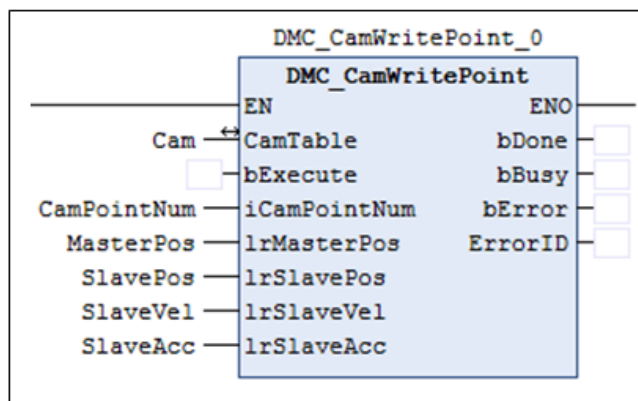 DMC_CamWritePoint_0
DMC_CamWritePoint
EN ENO
Cam CamTable bDone
bExecute bBusy
CamPointNum iCamPointNum bError
MasterPos lrMasterPos ErrorID
SlavePos lrSlavePos
SlaveVel lrSlaveVel
SlaveAcc lrSlaveAcc